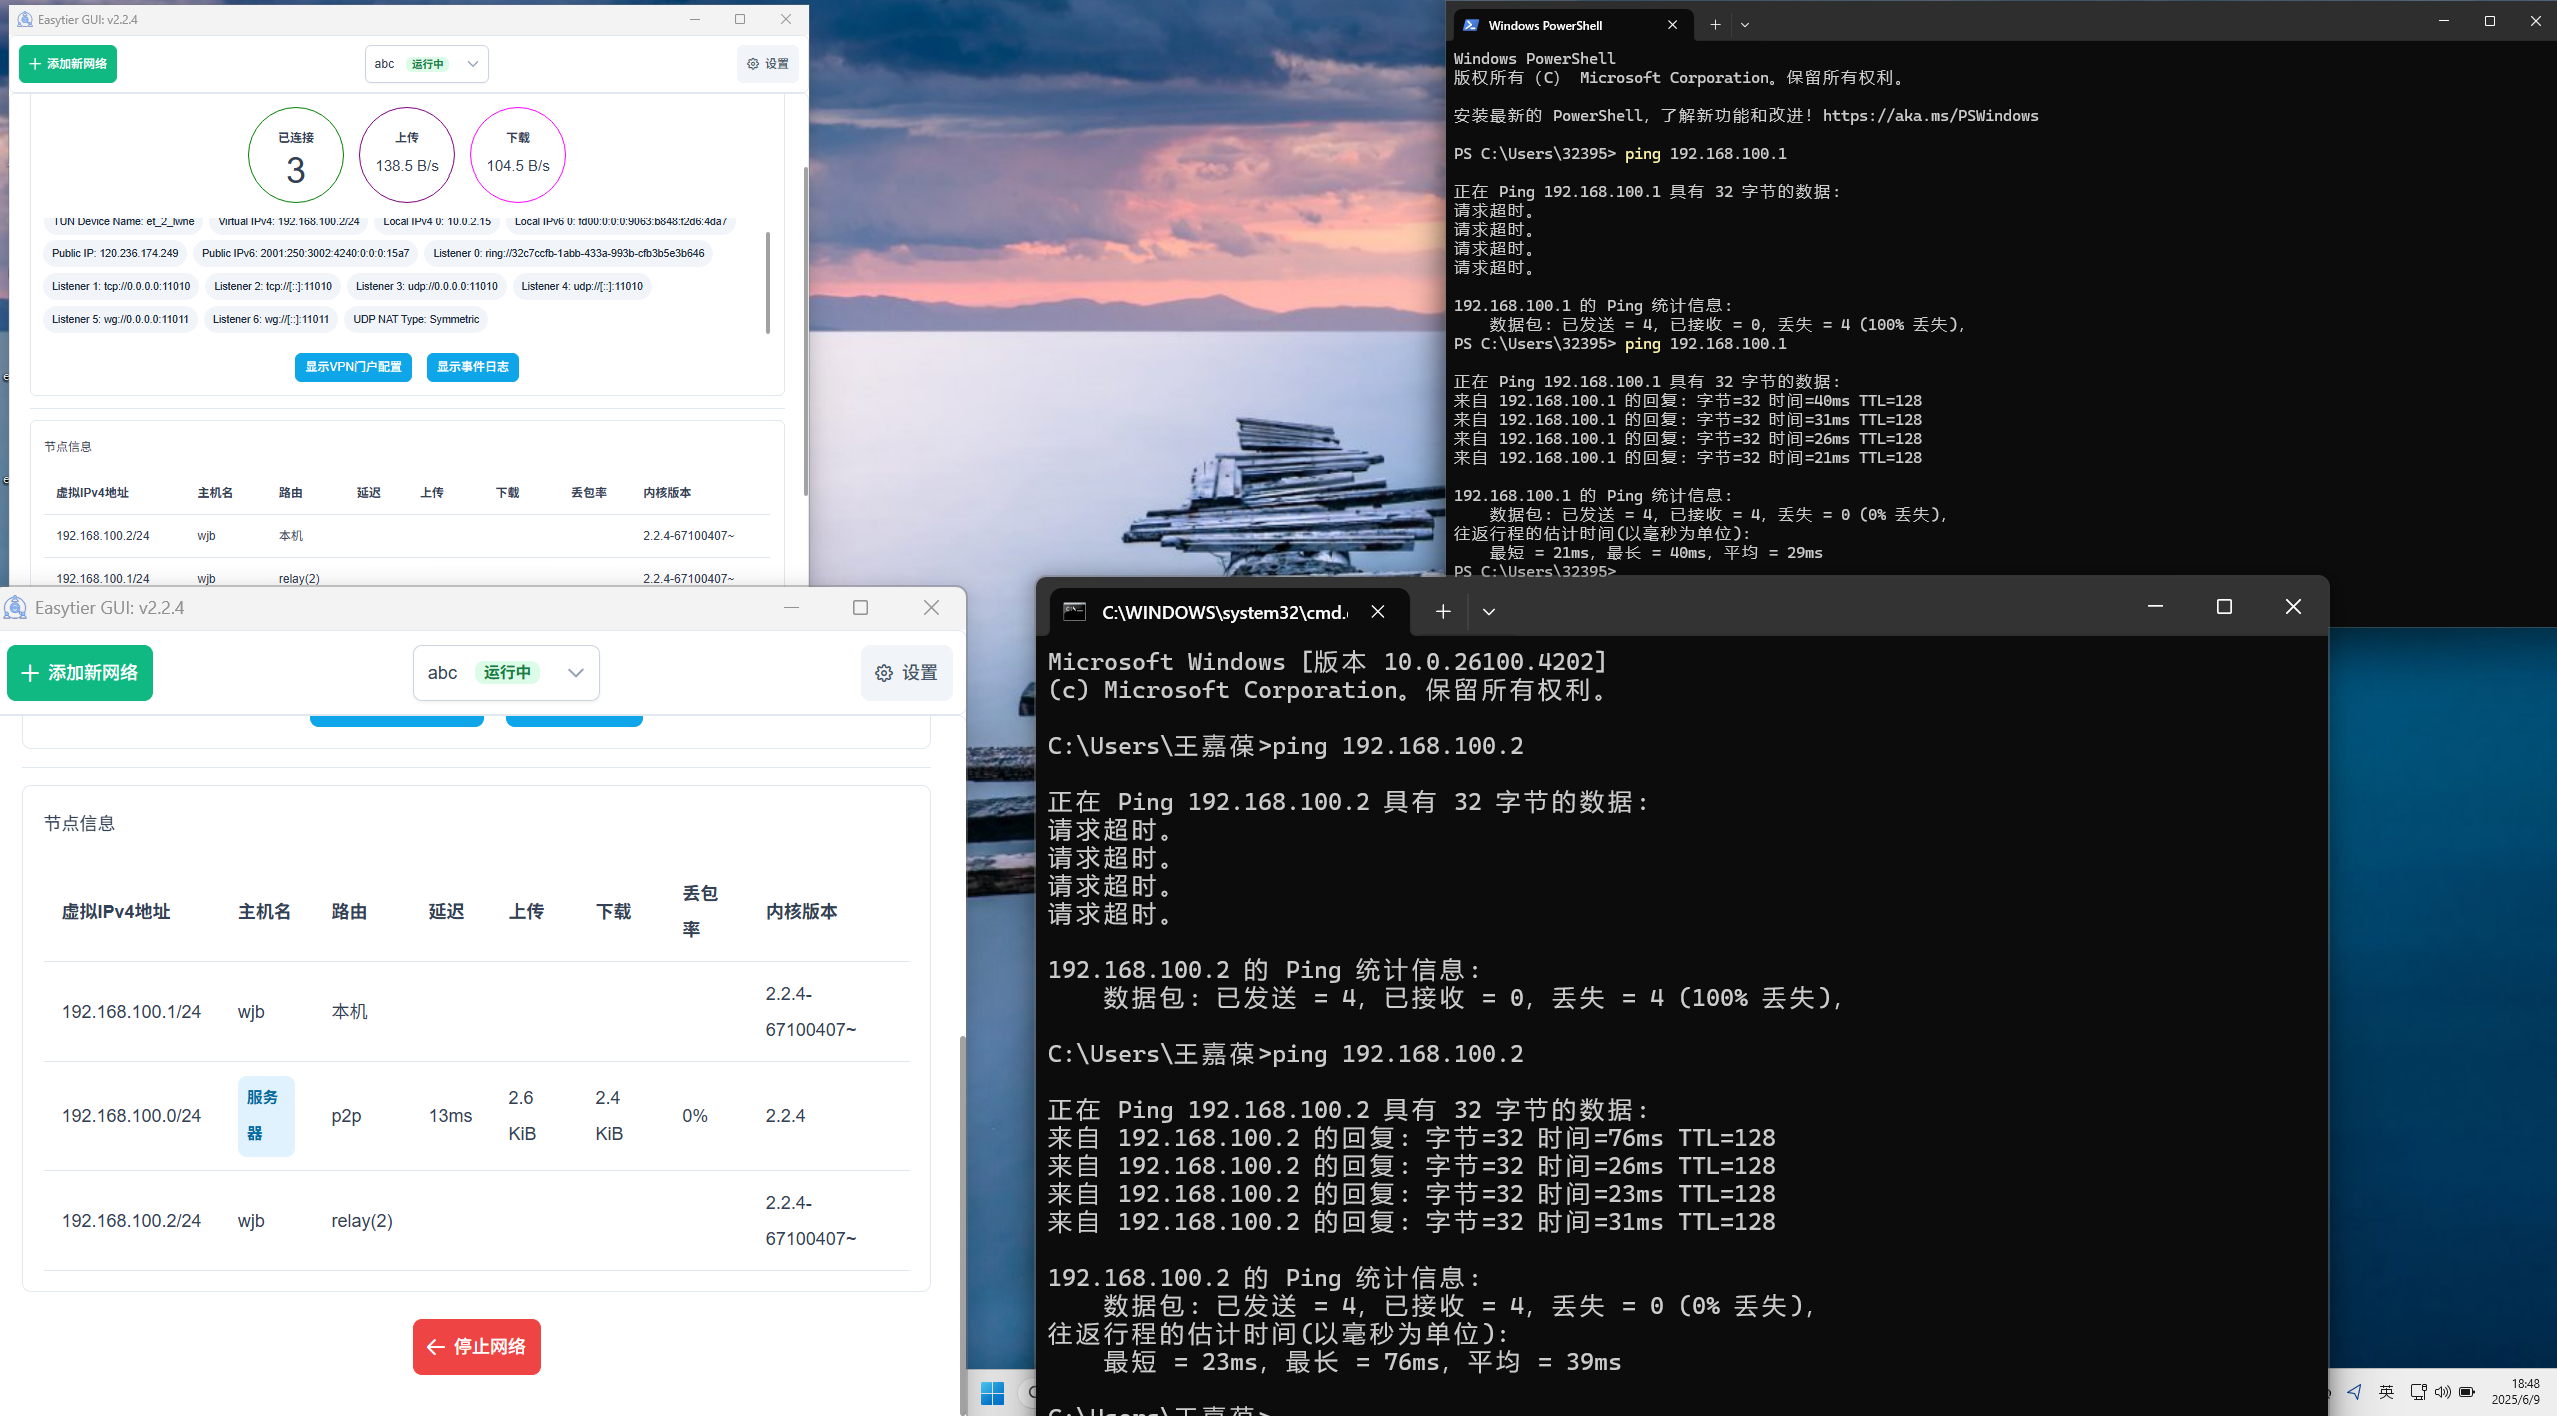 Easytier GUI: v2.2.4
添加新网络
abc 运行中
设置
已连接
3
上传
138.5 B/s
下载
104.5 B/s
TUN Device Name: et_2_lwne
Virtual IPv4: 192.168.100.2/24
Local IPv4 0: 10.0.2.15
Local IPv6 0: fd00:0:0:0:9063:b848:f2d6:4da7
Public IP: 120.236.174.249
Public IPv6: 2001:250:3002:4240:0:0:0:15a7
Listener 0: ring://32c7ccfb-1abb-433a-993b-cfb3b5e3b646
Listener 1: tcp://0.0.0.0:11010
Listener 2: tcp://[::]:11010
Listener 3: udp://0.0.0.0:11010
Listener 4: udp://[::]:11010
Listener 5: wg://0.0.0.0:11011
Listener 6: wg://[::]:11011
UDP NAT Type: Symmetric
显示VPN门户配置
显示事件日志
节点信息
虚拟IPv4地址 主机名 路由 延迟 上传 下载 丢包率 内核版本
192.168.100.2/24 wjb 本机 2.2.4-67100407~
192.168.100.1/24 wjb relay(2) 2.2.4-67100407~
Windows PowerShell
Windows PowerShell
版权所有 (C) Microsoft Corporation。保留所有权利。
安装最新的 PowerShell，了解新功能和改进！https://aka.ms/PSWindows
PS C:\Users\32395> ping 192.168.100.1
正在 Ping 192.168.100.1 具有 32 字节的数据:
请求超时。
请求超时。
请求超时。
请求超时。
192.168.100.1 的 Ping 统计信息:
数据包: 已发送 = 4，已接收 = 0，丢失 = 4 (100% 丢失)，
PS C:\Users\32395> ping 192.168.100.1
正在 Ping 192.168.100.1 具有 32 字节的数据:
来自 192.168.100.1 的回复: 字节=32 时间=40ms TTL=128
来自 192.168.100.1 的回复: 字节=32 时间=31ms TTL=128
来自 192.168.100.1 的回复: 字节=32 时间=26ms TTL=128
来自 192.168.100.1 的回复: 字节=32 时间=21ms TTL=128
192.168.100.1 的 Ping 统计信息:
数据包: 已发送 = 4，已接收 = 4，丢失 = 0 (0% 丢失)，
往返行程的估计时间(以毫秒为单位):
最短 = 21ms，最长 = 40ms，平均 = 29ms
PS C:\Users\32395>
Easytier GUI: v2.2.4
添加新网络
abc 运行中
设置
节点信息
虚拟IPv4地址 主机名 路由 延迟 上传 下载 丢包率 内核版本
192.168.100.1/24 wjb 本机 2.2.4-67100407~
192.168.100.0/24 服务器 p2p 13ms 2.6 KiB 2.4 KiB 0% 2.2.4
192.168.100.2/24 wjb relay(2) 2.2.4-67100407~
停止网络
C:\WINDOWS\system32\cmd.
Microsoft Windows [版本 10.0.26100.4202]
(c) Microsoft Corporation。保留所有权利。
C:\Users\王嘉葆>ping 192.168.100.2
正在 Ping 192.168.100.2 具有 32 字节的数据:
请求超时。
请求超时。
请求超时。
请求超时。
192.168.100.2 的 Ping 统计信息:
数据包: 已发送 = 4，已接收 = 0，丢失 = 4 (100% 丢失)，
C:\Users\王嘉葆>ping 192.168.100.2
正在 Ping 192.168.100.2 具有 32 字节的数据:
来自 192.168.100.2 的回复: 字节=32 时间=76ms TTL=128
来自 192.168.100.2 的回复: 字节=32 时间=26ms TTL=128
来自 192.168.100.2 的回复: 字节=32 时间=23ms TTL=128
来自 192.168.100.2 的回复: 字节=32 时间=31ms TTL=128
192.168.100.2 的 Ping 统计信息:
数据包: 已发送 = 4，已接收 = 4，丢失 = 0 (0% 丢失)，
往返行程的估计时间(以毫秒为单位):
最短 = 23ms，最长 = 76ms，平均 = 39ms
C:\Users\王嘉葆>
英
18:48
2025/6/9